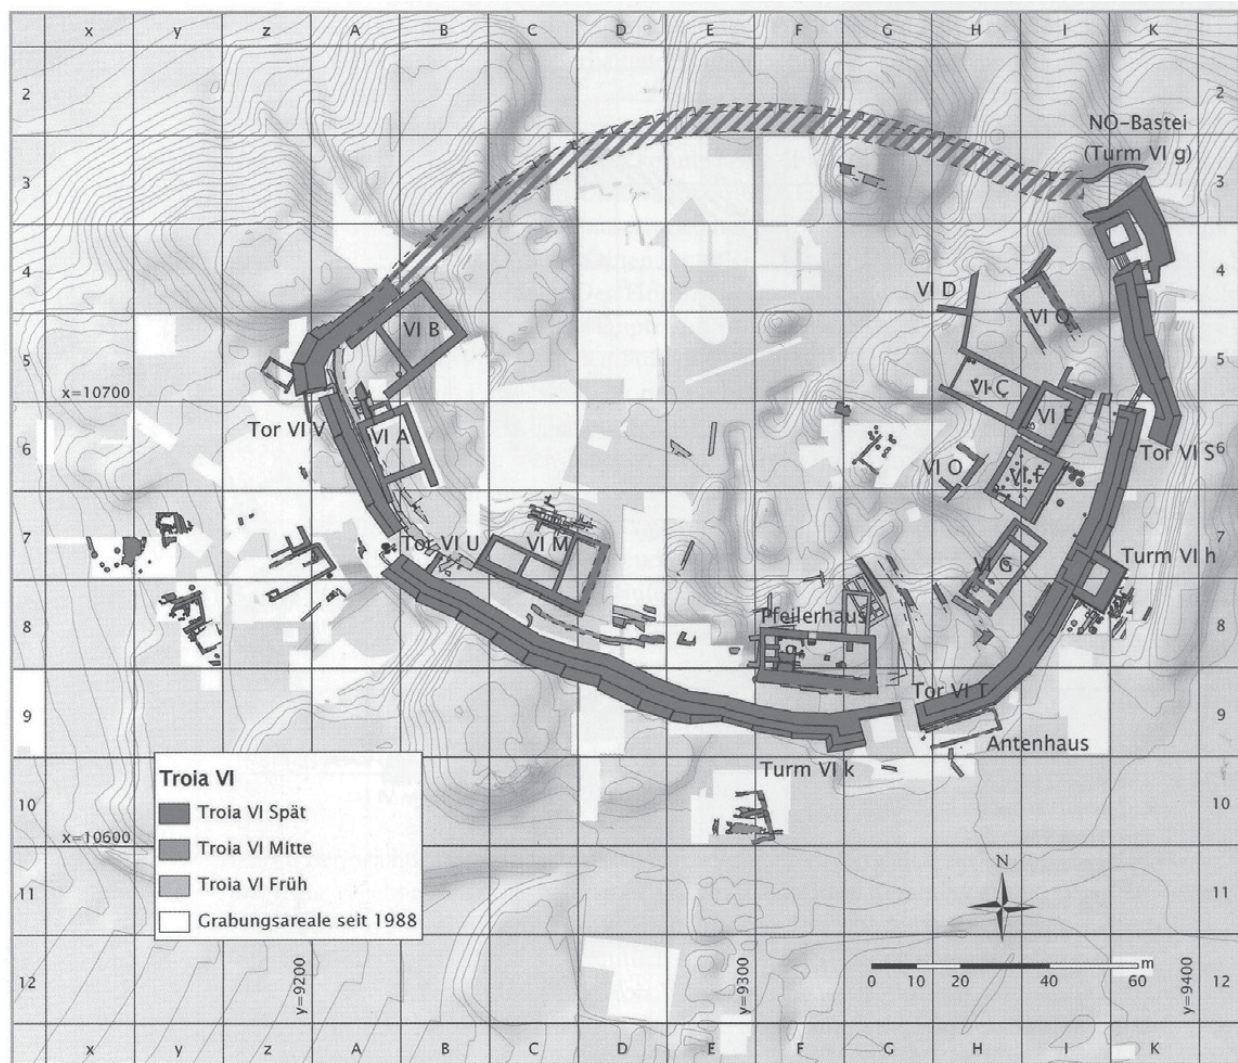 x y z A B C D E F G H I K
2 2
NO-Bastei
(Turm VI g)
3 3
4 4
VI D
VI B
VI Q
5 5
x=10700
VI C
VI E
Tor VI V
VI A
6 6
Tor VI S
VI O
VI F
7 7
Tor VI U
VI M
Turm VI h
VI G
8 8
Pfeilerhaus
Tor VI T
9 9
Antenhaus
Turm VI k
Troia VI
10 10
Troia VI Spät
x=10600
Troia VI Mitte
Troia VI Früh
11 11
N
Grabungsareale seit 1988
12 12
y=9200
y=9300
y=9400
m
0 10 20 40 60
x y z A B C D E F G H I K